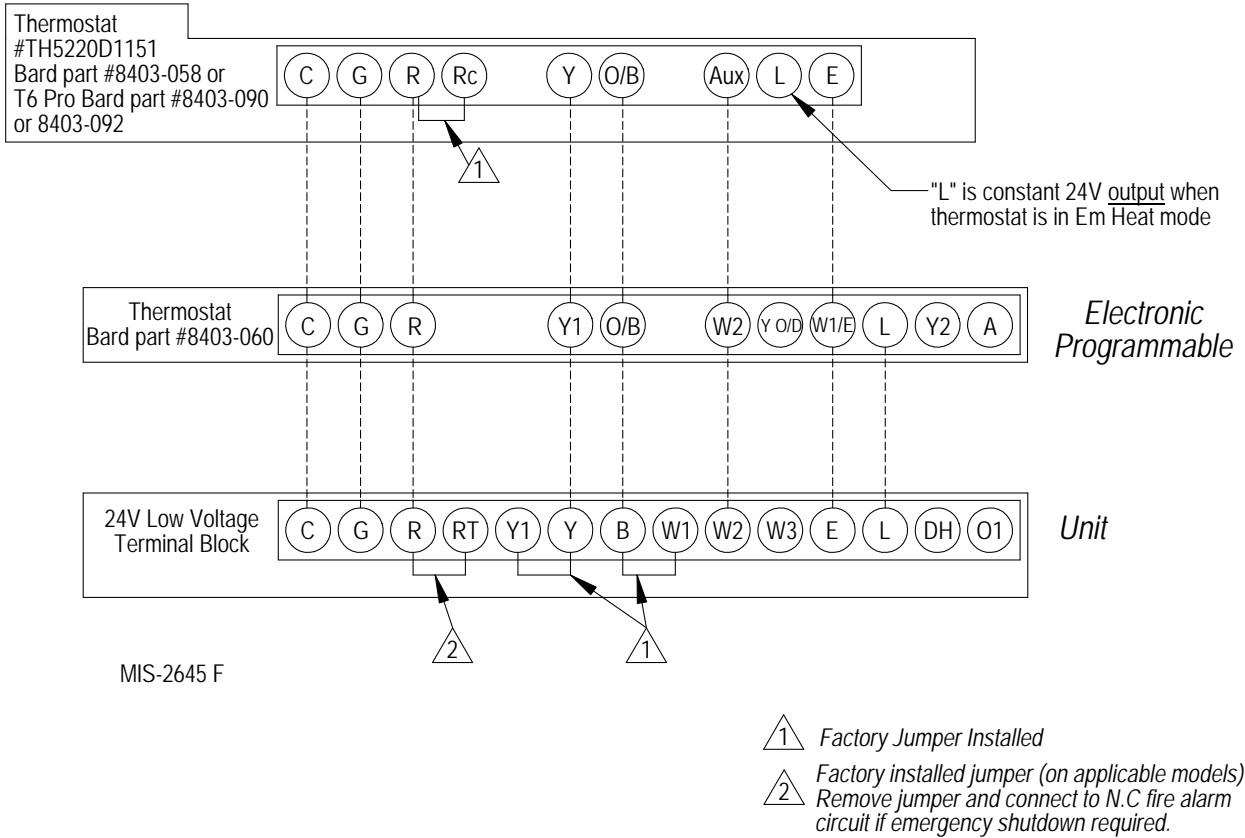 Thermostat
#TH5220D1151
Bard part #8403-058 or
T6 Pro Bard part #8403-090
or 8403-092
C G R Rc Y O/B Aux L E
1
"L" is constant 24V output when
thermostat is in Em Heat mode
Thermostat
Bard part #8403-060
C G R Y1 O/B W2 Y O/D W1/E L Y2 A
Electronic
Programmable
24V Low Voltage
Terminal Block
C G R RT Y1 Y B W1 W2 W3 E L DH O1
Unit
2 1
MIS-2645 F
1 Factory Jumper Installed
2 Factory installed jumper (on applicable models)
Remove jumper and connect to N.C fire alarm
circuit if emergency shutdown required.